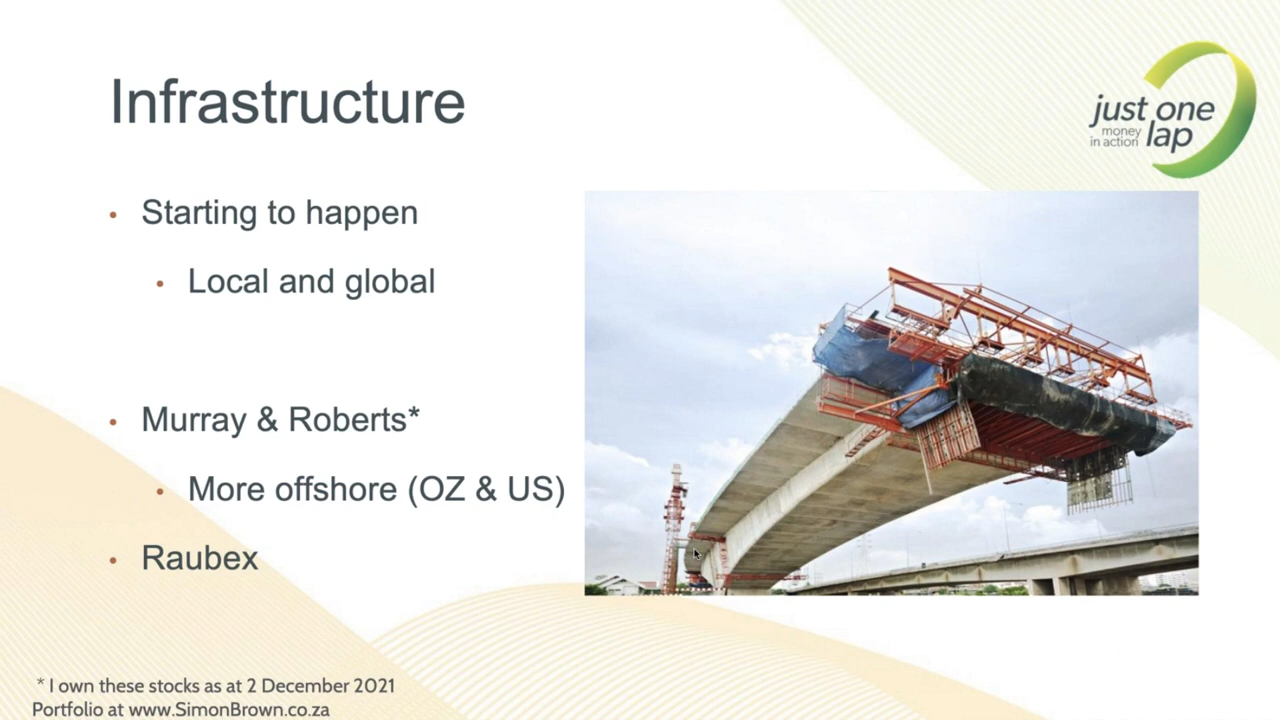 Infrastructure
just one
money
in action lap
• Starting to happen
• Local and global
• Murray & Roberts*
• More offshore (OZ & US)
• Raubex
* I own these stocks as at 2 December 2021
Portfolio at www.SimonBrown.co.za